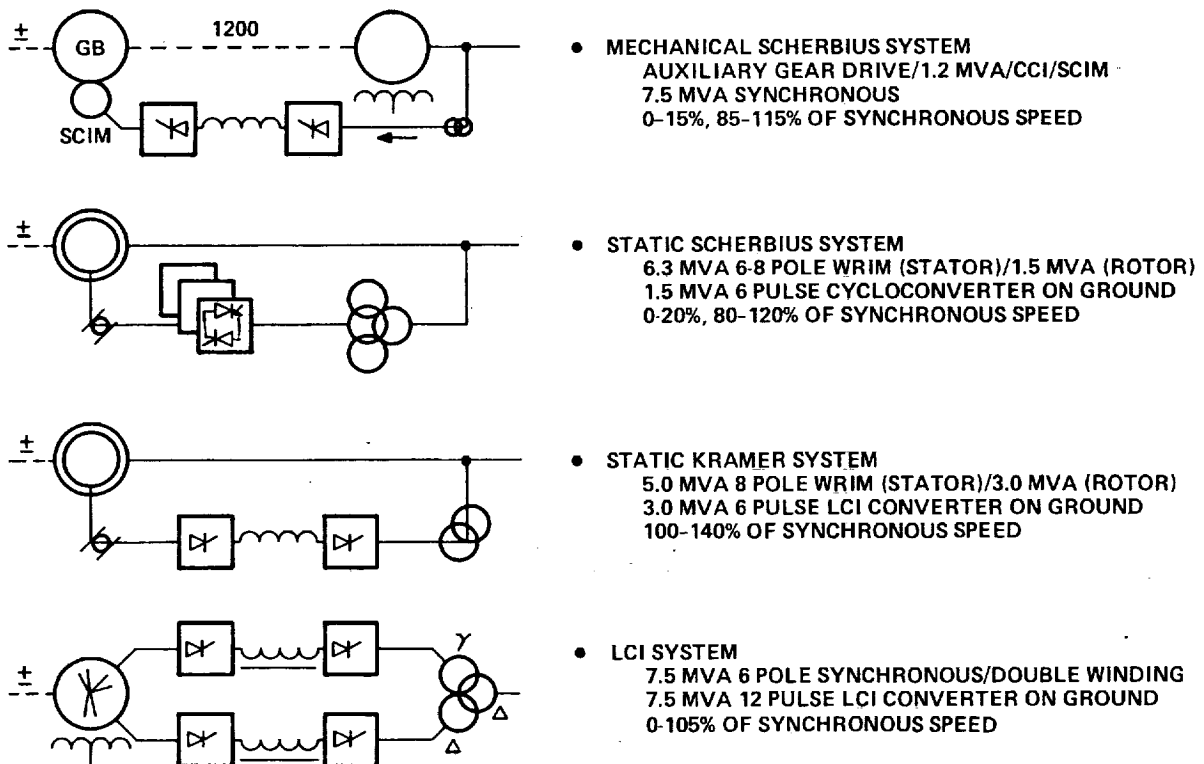 ± GB 1200
SCIM
• MECHANICAL SCHERBIUS SYSTEM
AUXILIARY GEAR DRIVE/1.2 MVA/CCI/SCIM
7.5 MVA SYNCHRONOUS
0-15%, 85-115% OF SYNCHRONOUS SPEED
±
• STATIC SCHERBIUS SYSTEM
6.3 MVA 6-8 POLE WRIM (STATOR)/1.5 MVA (ROTOR)
1.5 MVA 6 PULSE CYCLOCONVERTER ON GROUND
0-20%, 80-120% OF SYNCHRONOUS SPEED
±
• STATIC KRAMER SYSTEM
5.0 MVA 8 POLE WRIM (STATOR)/3.0 MVA (ROTOR)
3.0 MVA 6 PULSE LCI CONVERTER ON GROUND
100-140% OF SYNCHRONOUS SPEED
±
γ
Δ
Δ
• LCI SYSTEM
7.5 MVA 6 POLE SYNCHRONOUS/DOUBLE WINDING
7.5 MVA 12 PULSE LCI CONVERTER ON GROUND
0-105% OF SYNCHRONOUS SPEED